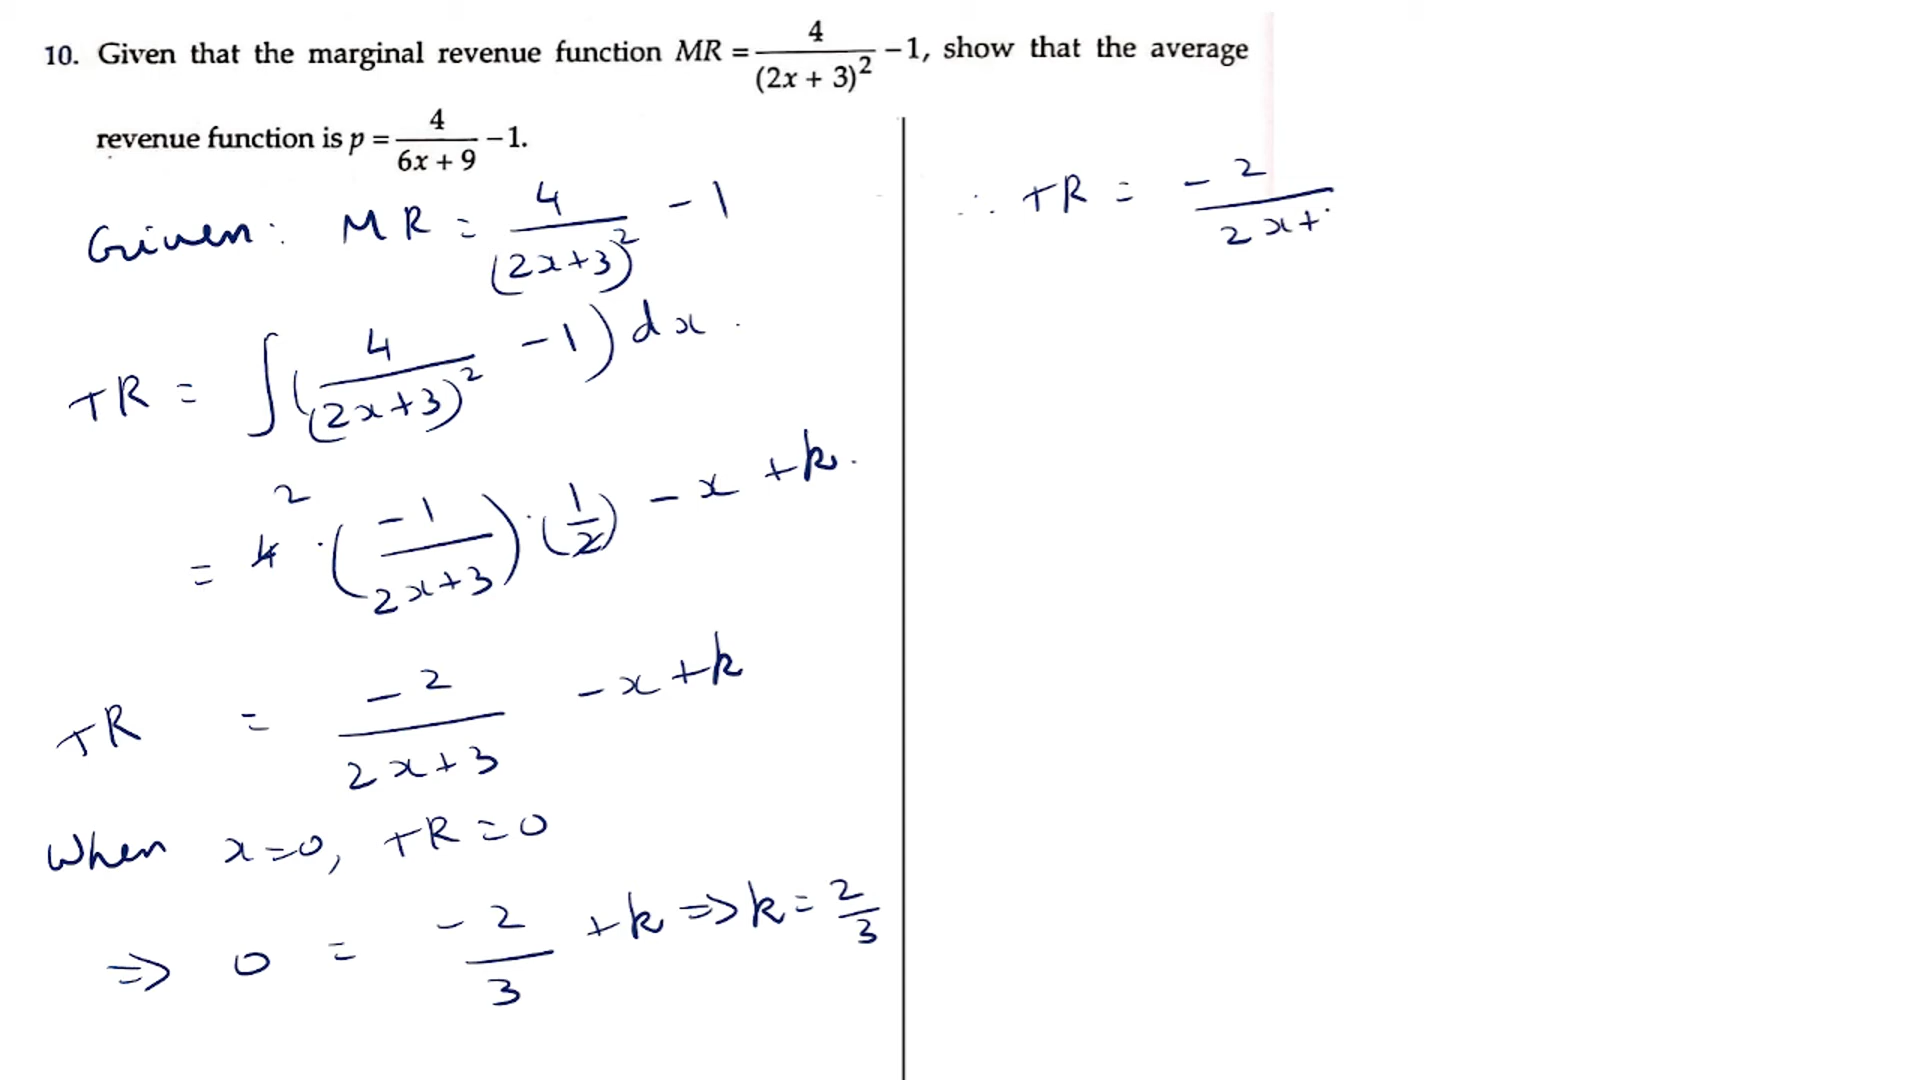 10. Given that the marginal revenue function MR = 4/(2x + 3)² − 1, show that the average
revenue function is p = 4/(6x + 9) − 1.
Given: MR = 4/(2x+3)² − 1
TR = ∫(4/(2x+3)² − 1) dx.
= 4² · (−1/(2x+3)) · (1/2) − x + k.
TR = −2/(2x+3) − x + k
When x=0, TR=0
⇒ 0 = −2/3 + k ⇒ k = 2/3
∴ TR = −2/(2x+